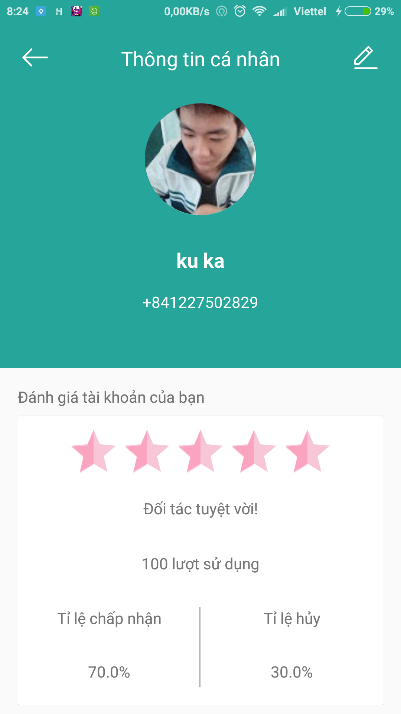 8:24 0,00KB/s Viettel 29%
Thông tin cá nhân
ku ka
+841227502829
Đánh giá tài khoản của bạn
Đối tác tuyệt vời!
100 lượt sử dụng
Tỉ lệ chấp nhận Tỉ lệ hủy
70.0% 30.0%